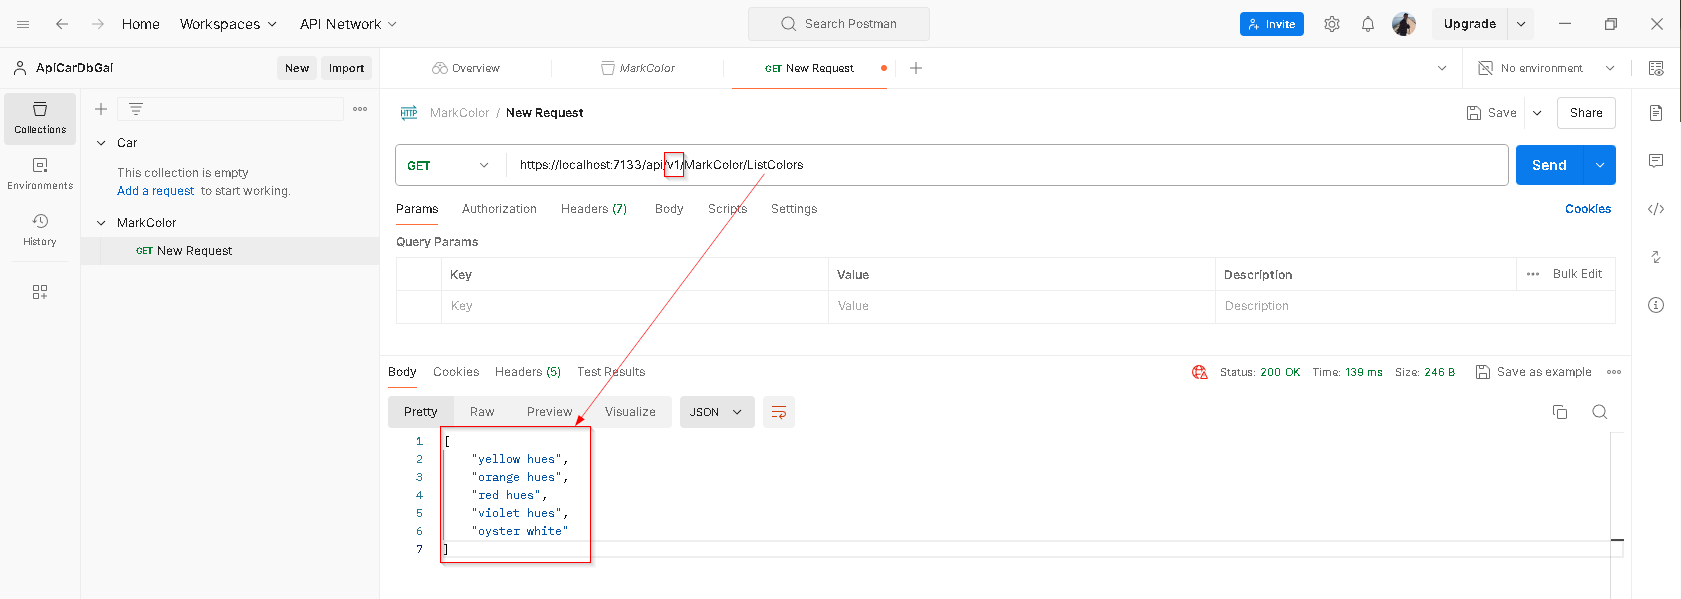 Home Workspaces API Network Search Postman Invite Upgrade
ApiCarDbGai New Import Overview MarkColor GET New Request No environment
Collections
Environments
History
Car
This collection is empty
Add a request to start working.
MarkColor
GET New Request
HTTP MarkColor / New Request Save Share
GET https://localhost:7133/api/v1/MarkColor/ListColors Send
Params Authorization Headers (7) Body Scripts Settings Cookies
Query Params
Key Value Description Bulk Edit
Key Value Description
Body Cookies Headers (5) Test Results Status: 200 OK Time: 139 ms Size: 246 B Save as example
Pretty Raw Preview Visualize JSON
1 [
2 "yellow hues",
3 "orange hues",
4 "red hues",
5 "violet hues",
6 "oyster white"
7 ]